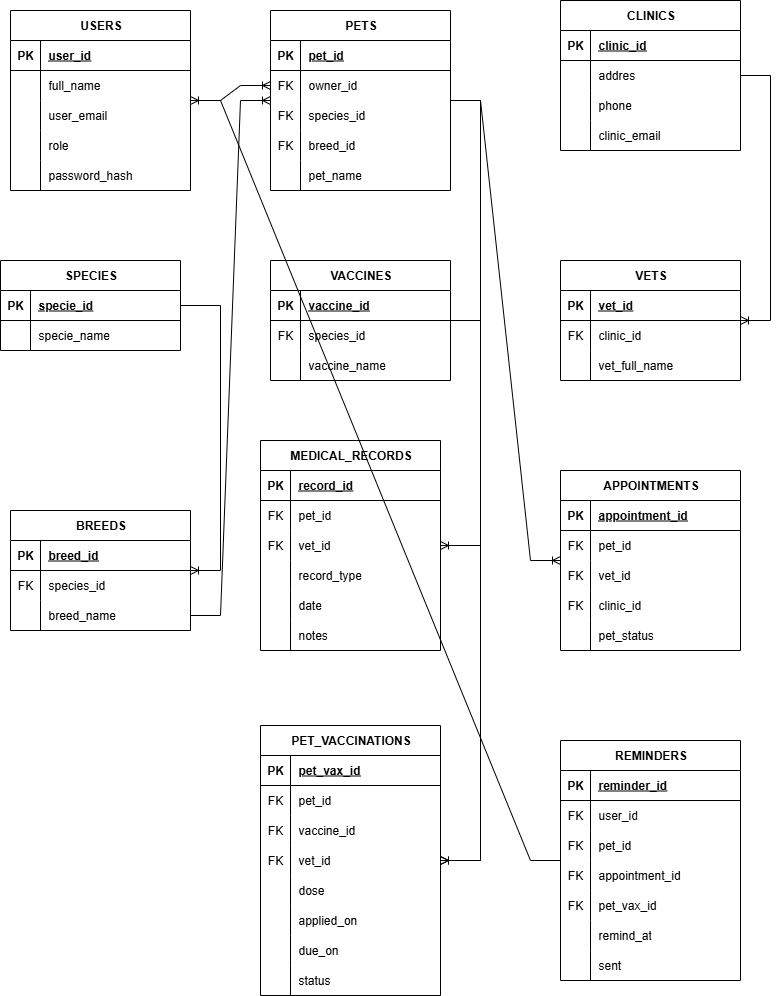 USERS
PK user_id
full_name
user_email
role
password_hash
PETS
PK pet_id
FK owner_id
FK species_id
FK breed_id
pet_name
CLINICS
PK clinic_id
addres
phone
clinic_email
SPECIES
PK specie_id
specie_name
VACCINES
PK vaccine_id
FK species_id
vaccine_name
VETS
PK vet_id
FK clinic_id
vet_full_name
BREEDS
PK breed_id
FK species_id
breed_name
MEDICAL_RECORDS
PK record_id
FK pet_id
FK vet_id
record_type
date
notes
APPOINTMENTS
PK appointment_id
FK pet_id
FK vet_id
FK clinic_id
pet_status
PET_VACCINATIONS
PK pet_vax_id
FK pet_id
FK vaccine_id
FK vet_id
dose
applied_on
due_on
status
REMINDERS
PK reminder_id
FK user_id
FK pet_id
FK appointment_id
FK pet_vax_id
remind_at
sent